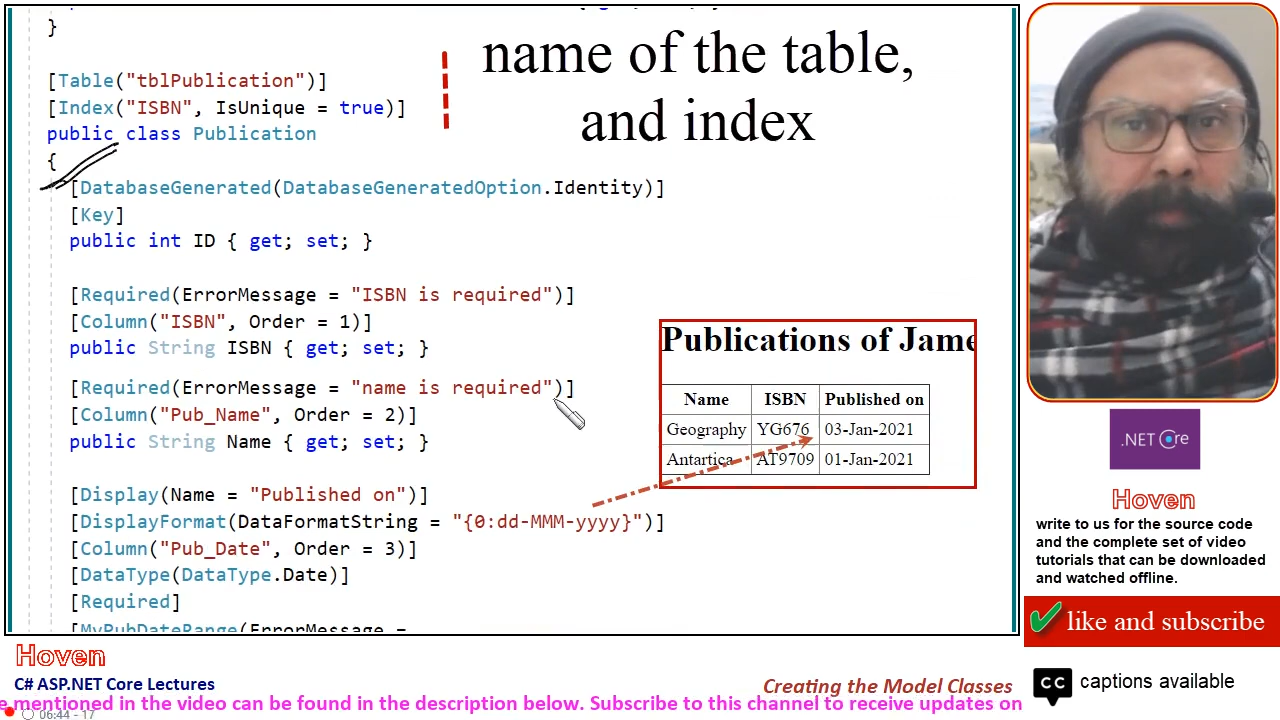 }
[Table("tblPublication")]
[Index("ISBN", IsUnique = true)]
public class Publication
{
[DatabaseGenerated(DatabaseGeneratedOption.Identity)]
[Key]
public int ID { get; set; }
[Required(ErrorMessage = "ISBN is required")]
[Column("ISBN", Order = 1)]
public String ISBN { get; set; }
[Required(ErrorMessage = "name is required")]
[Column("Pub_Name", Order = 2)]
public String Name { get; set; }
[Display(Name = "Published on")]
[DisplayFormat(DataFormatString = "{0:dd-MMM-yyyy}")]
[Column("Pub_Date", Order = 3)]
[DataType(DataType.Date)]
[Required]
[MyPubDateRange(ErrorMessage =
name of the table,
and index
Publications of Jame
Name ISBN Published on
Geography YG676 03-Jan-2021
Antartica AT9709 01-Jan-2021
.NET Core
Hoven
write to us for the source code
and the complete set of video
tutorials that can be downloaded
and watched offline.
like and subscribe
CC captions available
Hoven
C# ASP.NET Core Lectures
Creating the Model Classes
e mentioned in the video can be found in the description below. Subscribe to this channel to receive updates on
06:44 - 17